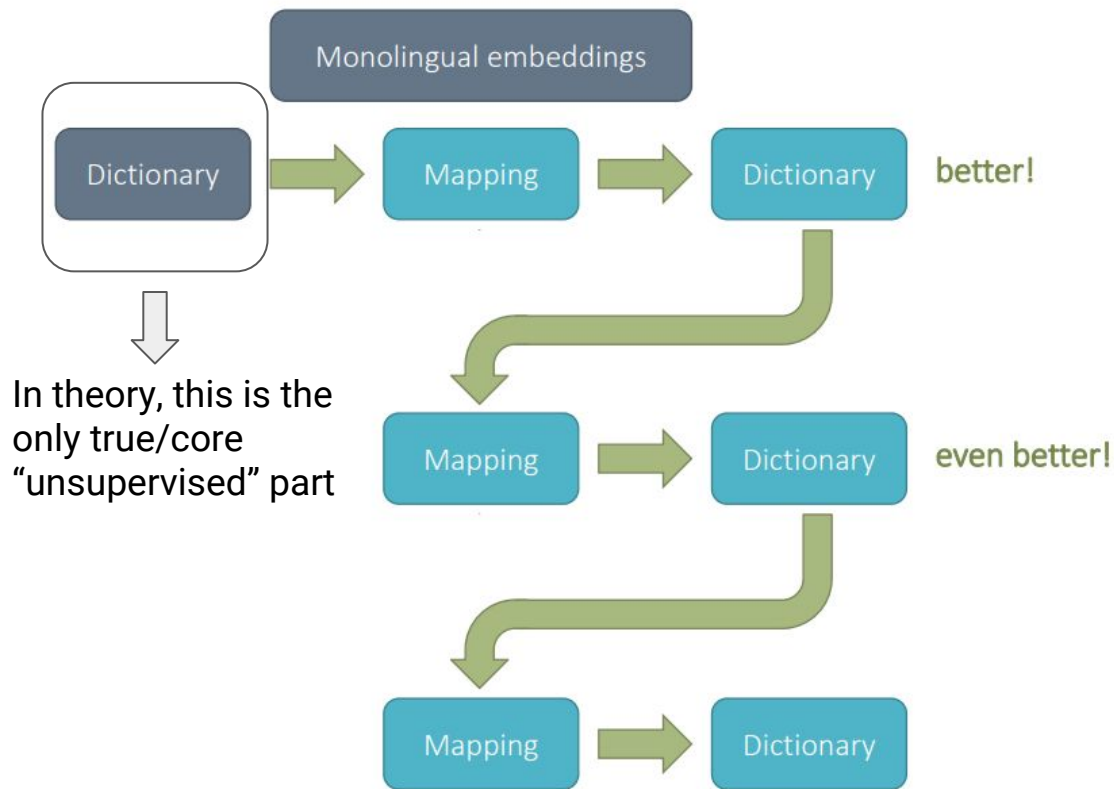 Monolingual embeddings
Dictionary
Mapping
Dictionary
better!
In theory, this is the
only true/core
“unsupervised” part
Mapping
Dictionary
even better!
Mapping
Dictionary